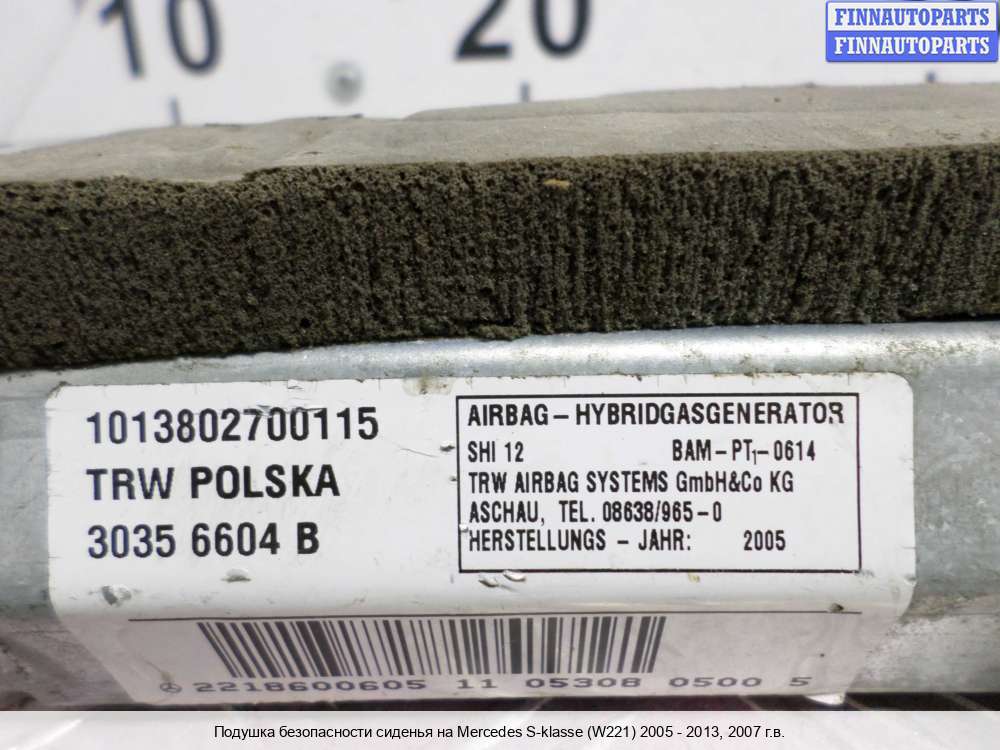 10 20
FINNAUTOPARTS
FINNAUTOPARTS
1013802700115
TRW POLSKA
3035 6604 B
AIRBAG – HYBRIDGASGENERATOR
SHI 12 BAM – PT1 – 0614
TRW AIRBAG SYSTEMS GmbH&Co KG
ASCHAU, TEL. 08638/965 – 0
HERSTELLUNGS – JAHR: 2005
2218600605 11 05308 0500 5
Подушка безопасности сиденья на Mercedes S-klasse (W221) 2005 - 2013, 2007 г.в.